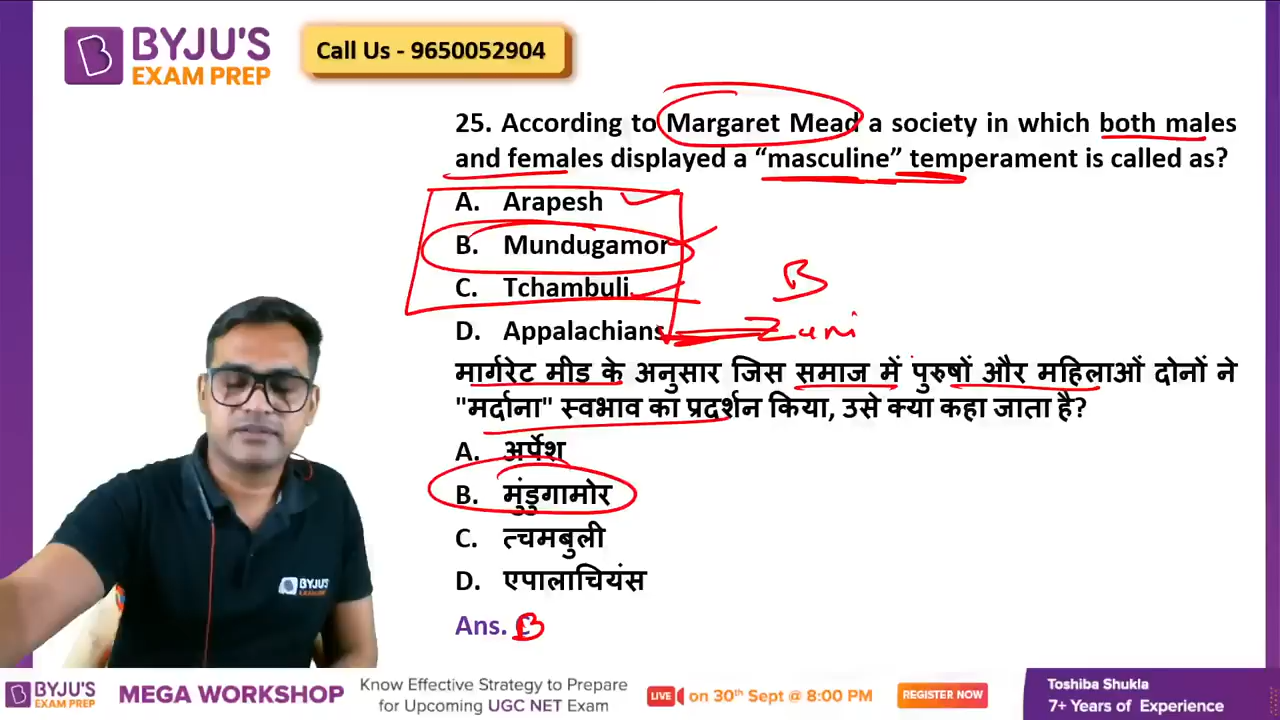 BYJU'S
EXAM PREP
Call Us - 9650052904
25. According to Margaret Mead a society in which both males
and females displayed a “masculine” temperament is called as?
A. Arapesh
B. Mundugamor
C. Tchambuli
D. Appalachians
B
Zuni
मार्गरेट मीड के अनुसार जिस समाज में पुरुषों और महिलाओं दोनों ने
"मर्दाना" स्वभाव का प्रदर्शन किया, उसे क्या कहा जाता है?
A. अर्पेश
B. मुंडुगामोर
C. त्चमबुली
D. एपालाचियंस
Ans. B
BYJU'S
EXAM PREP
BYJU'S
EXAM PREP
MEGA WORKSHOP
Know Effective Strategy to Prepare
for Upcoming UGC NET Exam
LIVE on 30th Sept @ 8:00 PM
REGISTER NOW
Toshiba Shukla
7+ Years of Experience